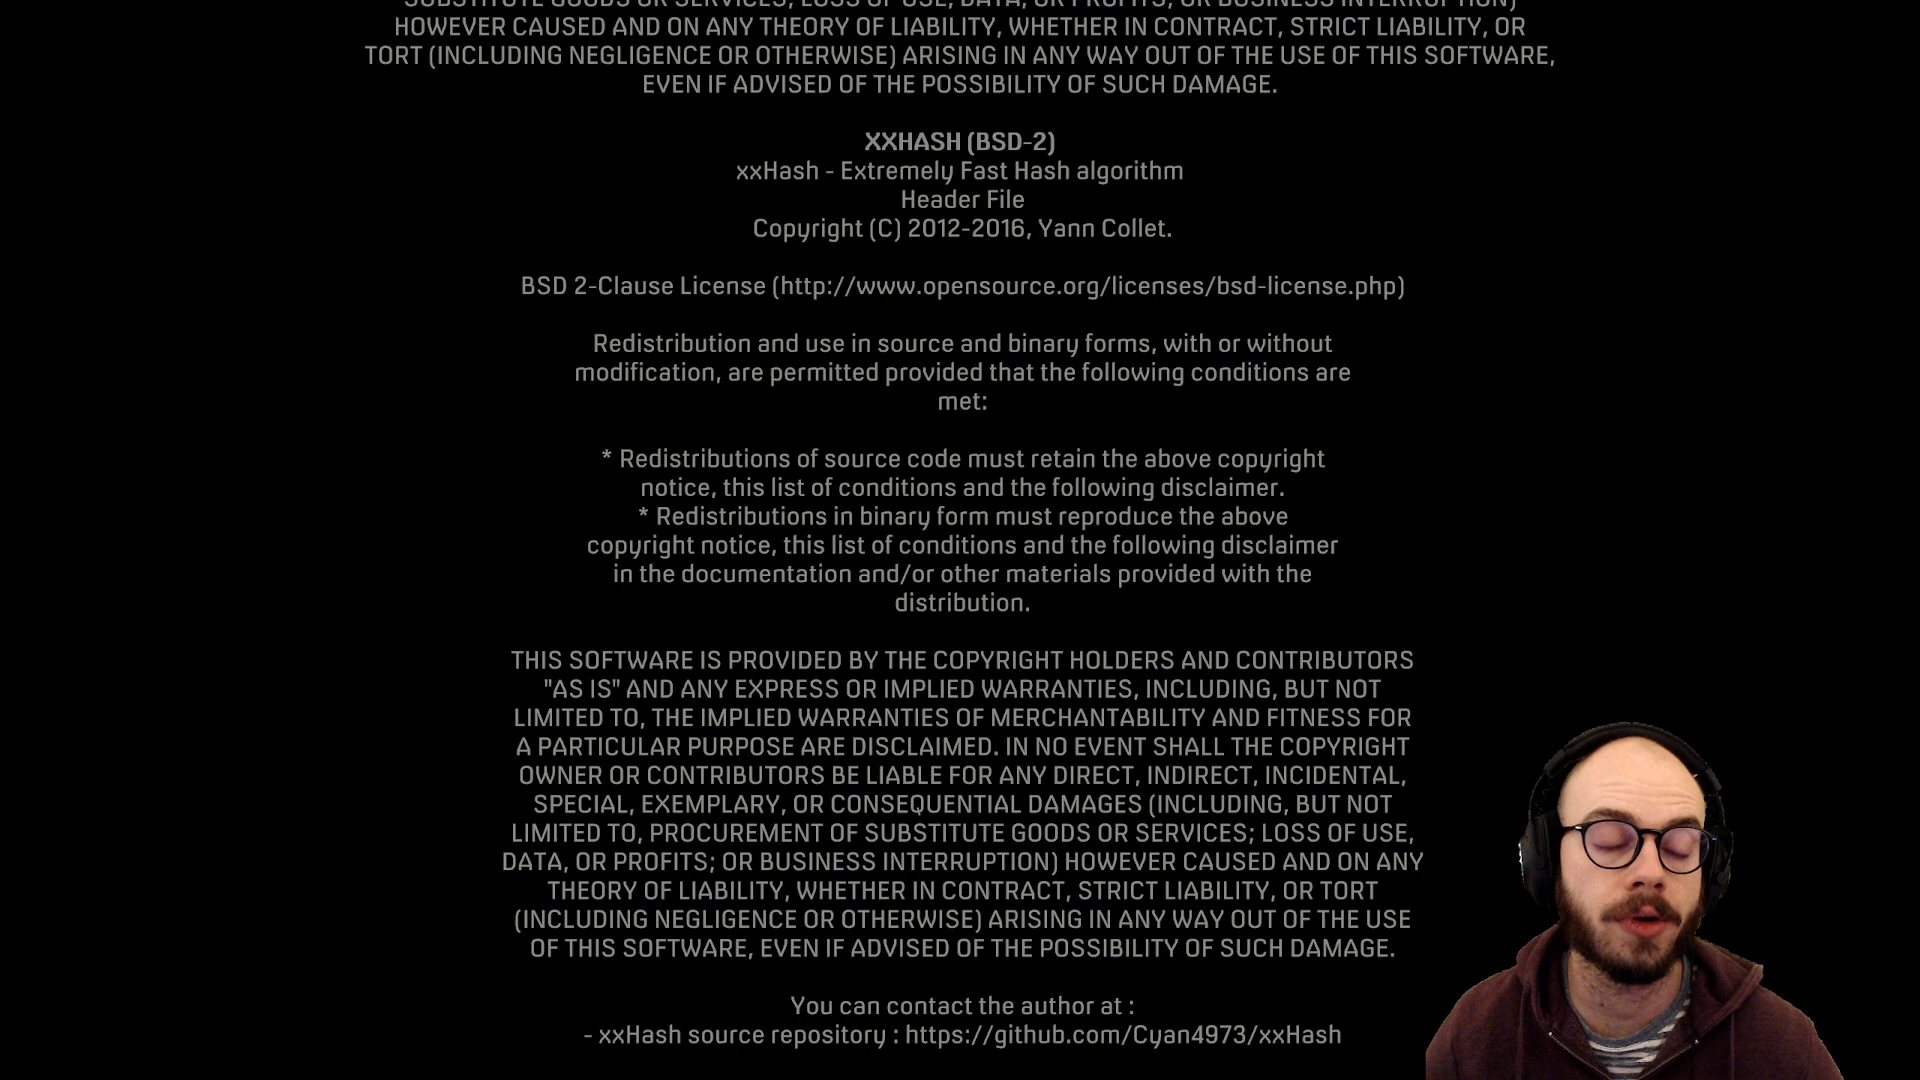 SUBSTITUTE GOODS OR SERVICES, LOSS OF USE, DATA, OR PROFITS, OR BUSINESS INTERRUPTION)
HOWEVER CAUSED AND ON ANY THEORY OF LIABILITY, WHETHER IN CONTRACT, STRICT LIABILITY, OR
TORT (INCLUDING NEGLIGENCE OR OTHERWISE) ARISING IN ANY WAY OUT OF THE USE OF THIS SOFTWARE,
EVEN IF ADVISED OF THE POSSIBILITY OF SUCH DAMAGE.
XXHASH (BSD-2)
xxHash - Extremely Fast Hash algorithm
Header File
Copyright (C) 2012-2016, Yann Collet.
BSD 2-Clause License (http://www.opensource.org/licenses/bsd-license.php)
Redistribution and use in source and binary forms, with or without
modification, are permitted provided that the following conditions are
met:
* Redistributions of source code must retain the above copyright
notice, this list of conditions and the following disclaimer.
* Redistributions in binary form must reproduce the above
copyright notice, this list of conditions and the following disclaimer
in the documentation and/or other materials provided with the
distribution.
THIS SOFTWARE IS PROVIDED BY THE COPYRIGHT HOLDERS AND CONTRIBUTORS
"AS IS" AND ANY EXPRESS OR IMPLIED WARRANTIES, INCLUDING, BUT NOT
LIMITED TO, THE IMPLIED WARRANTIES OF MERCHANTABILITY AND FITNESS FOR
A PARTICULAR PURPOSE ARE DISCLAIMED. IN NO EVENT SHALL THE COPYRIGHT
OWNER OR CONTRIBUTORS BE LIABLE FOR ANY DIRECT, INDIRECT, INCIDENTAL,
SPECIAL, EXEMPLARY, OR CONSEQUENTIAL DAMAGES (INCLUDING, BUT NOT
LIMITED TO, PROCUREMENT OF SUBSTITUTE GOODS OR SERVICES; LOSS OF USE,
DATA, OR PROFITS; OR BUSINESS INTERRUPTION) HOWEVER CAUSED AND ON ANY
THEORY OF LIABILITY, WHETHER IN CONTRACT, STRICT LIABILITY, OR TORT
(INCLUDING NEGLIGENCE OR OTHERWISE) ARISING IN ANY WAY OUT OF THE USE
OF THIS SOFTWARE, EVEN IF ADVISED OF THE POSSIBILITY OF SUCH DAMAGE.
You can contact the author at :
- xxHash source repository : https://github.com/Cyan4973/xxHash